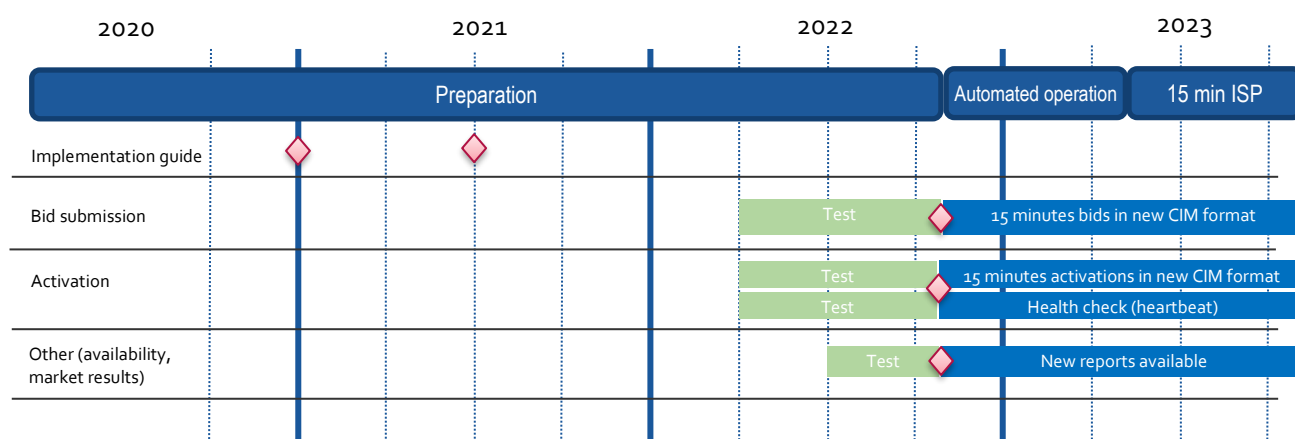 2020 2021 2022 2023
Preparation Automated operation 15 min ISP
Implementation guide
Bid submission Test 15 minutes bids in new CIM format
Activation Test 15 minutes activations in new CIM format
Test Health check (heartbeat)
Other (availability,
market results) Test New reports available